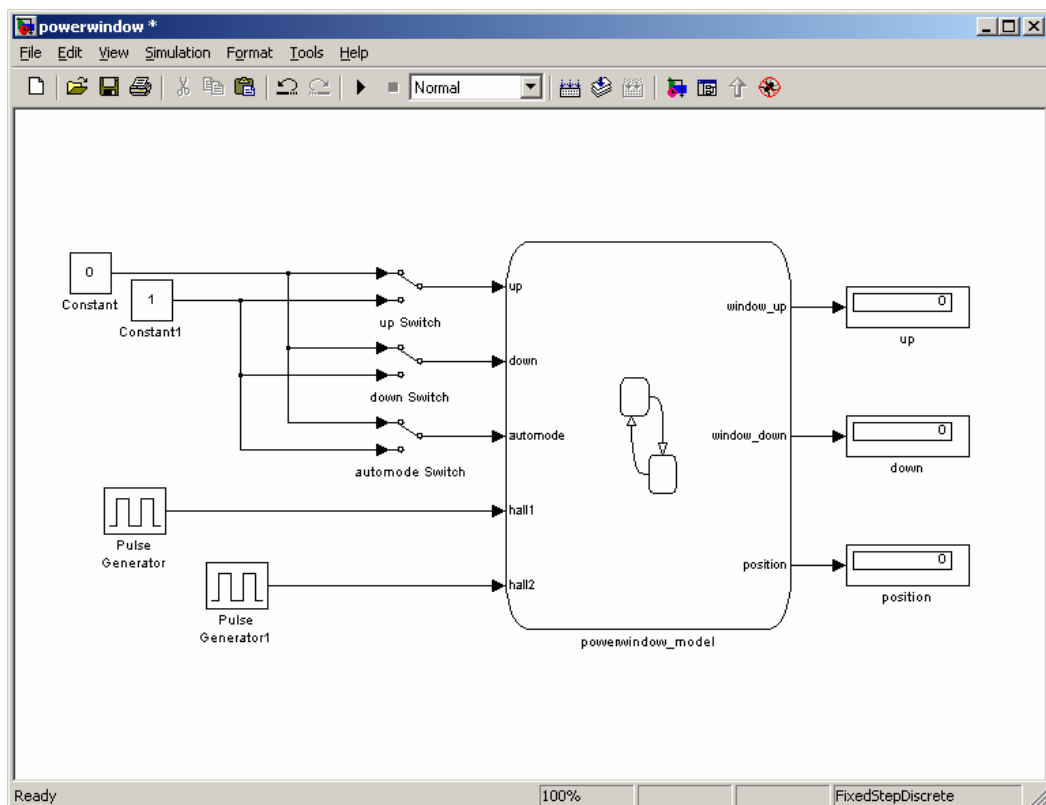 powerwindow *
File Edit View Simulation Format Tools Help
Normal
0
Constant
1
Constant1
up Switch
down Switch
automode Switch
Pulse
Generator
Pulse
Generator1
up
down
automode
hall1
hall2
window_up
window_down
position
powerwindow_model
0
up
0
down
0
position
Ready 100% FixedStepDiscrete